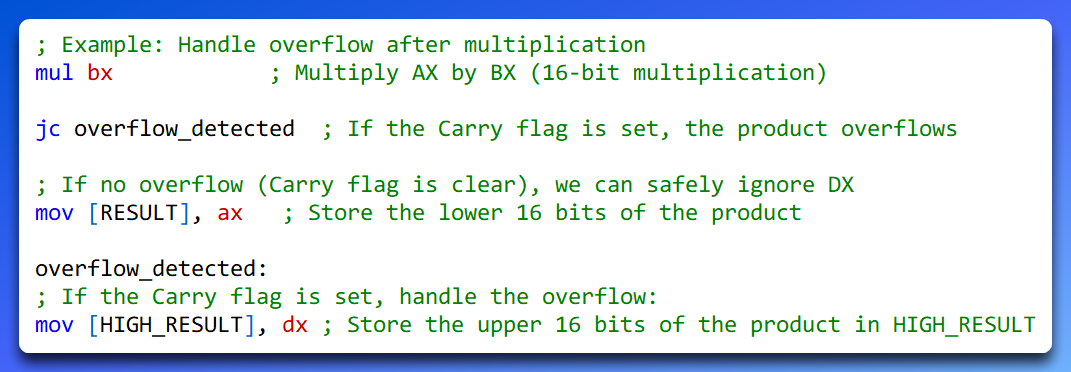 ; Example: Handle overflow after multiplication
mul bx            ; Multiply AX by BX (16-bit multiplication)
jc overflow_detected  ; If the Carry flag is set, the product overflows
; If no overflow (Carry flag is clear), we can safely ignore DX
mov [RESULT], ax   ; Store the lower 16 bits of the product
overflow_detected:
; If the Carry flag is set, handle the overflow:
mov [HIGH_RESULT], dx ; Store the upper 16 bits of the product in HIGH_RESULT